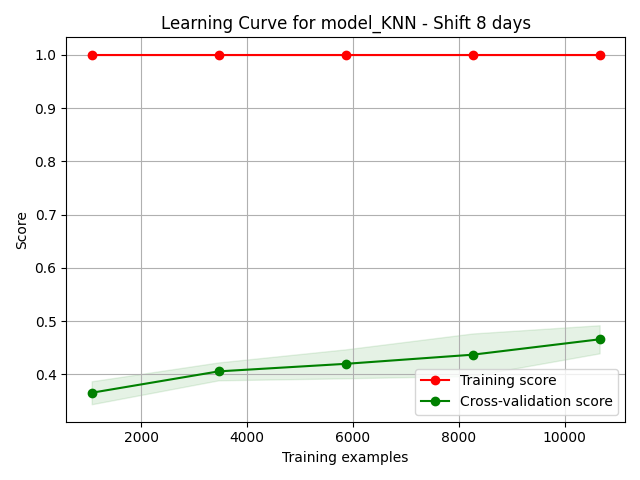 Learning Curve for model_KNN - Shift 8 days
Score
1.0
0.9
0.8
0.7
0.6
0.5
0.4
2000
4000
6000
8000
10000
Training examples
Training score
Cross-validation score